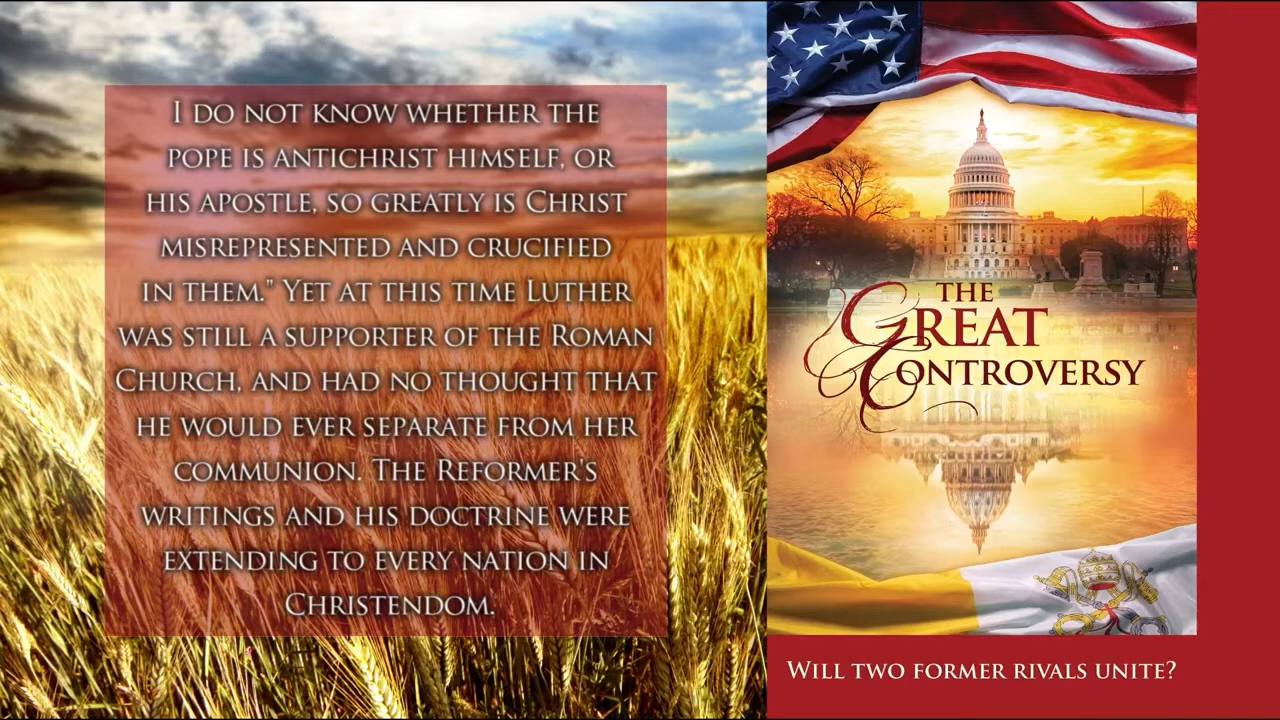 I DO NOT KNOW WHETHER THE
POPE IS ANTICHRIST HIMSELF, OR
HIS APOSTLE, SO GREATLY IS CHRIST
MISREPRESENTED AND CRUCIFIED
IN THEM." YET AT THIS TIME LUTHER
WAS STILL A SUPPORTER OF THE ROMAN
CHURCH, AND HAD NO THOUGHT THAT
HE WOULD EVER SEPARATE FROM HER
COMMUNION. THE REFORMER'S
WRITINGS AND HIS DOCTRINE WERE
EXTENDING TO EVERY NATION IN
CHRISTENDOM.
THE
GREAT
CONTROVERSY
WILL TWO FORMER RIVALS UNITE?